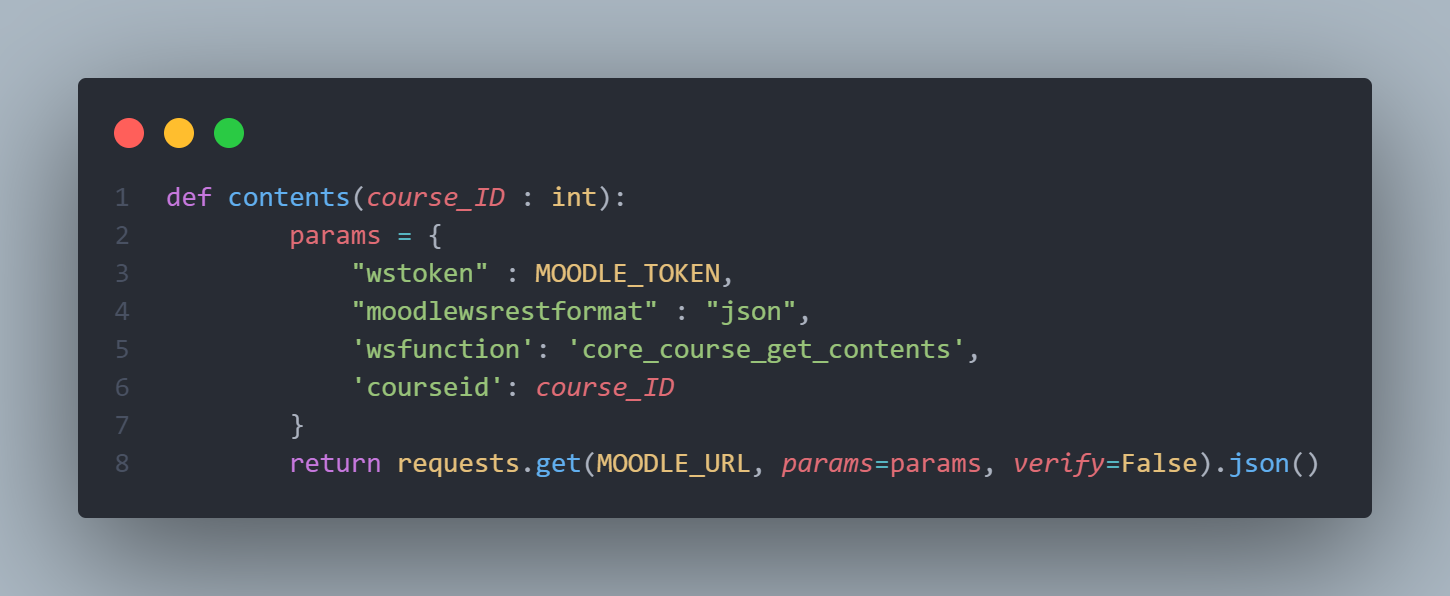 1 def contents(course_ID : int):
2         params = {
3             "wstoken" : MOODLE_TOKEN,
4             "moodlewsrestformat" : "json",
5             'wsfunction': 'core_course_get_contents',
6             'courseid': course_ID
7         }
8         return requests.get(MOODLE_URL, params=params, verify=False).json()